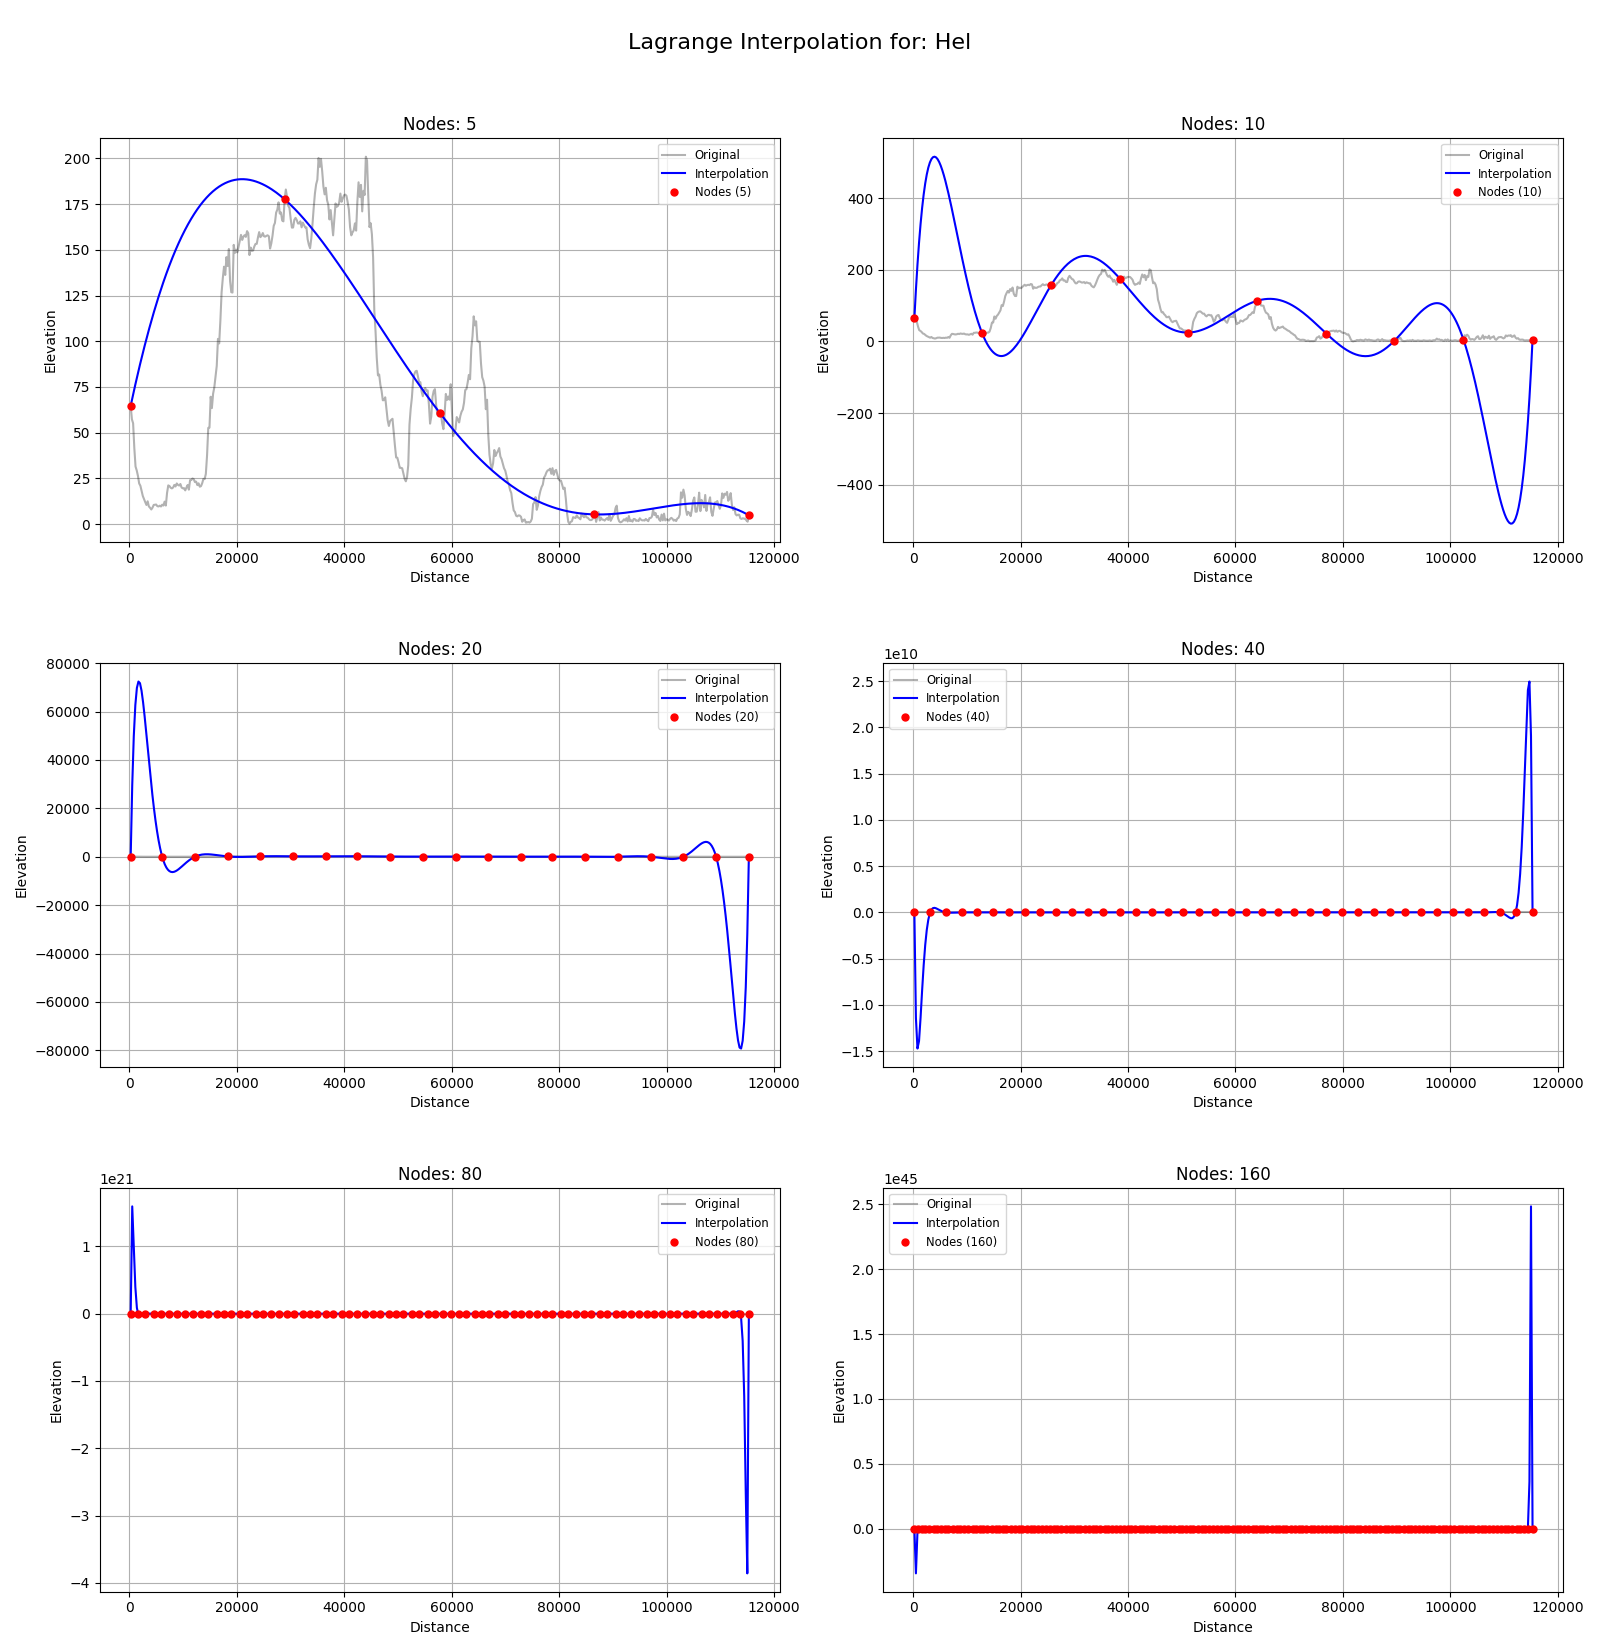 Lagrange Interpolation for: Hel
Nodes: 5
Original
Interpolation
Nodes (5)
Elevation
200
175
150
125
100
75
50
25
0
0 20000 40000 60000 80000 100000 120000
Distance
Nodes: 10
Original
Interpolation
Nodes (10)
Elevation
400
200
0
−200
−400
0 20000 40000 60000 80000 100000 120000
Distance
Nodes: 20
Original
Interpolation
Nodes (20)
Elevation
80000
60000
40000
20000
0
−20000
−40000
−60000
−80000
0 20000 40000 60000 80000 100000 120000
Distance
Nodes: 40
1e10
Original
Interpolation
Nodes (40)
Elevation
2.5
2.0
1.5
1.0
0.5
0.0
−0.5
−1.0
−1.5
0 20000 40000 60000 80000 100000 120000
Distance
Nodes: 80
1e21
Original
Interpolation
Nodes (80)
Elevation
1
0
−1
−2
−3
−4
0 20000 40000 60000 80000 100000 120000
Distance
Nodes: 160
1e45
Original
Interpolation
Nodes (160)
Elevation
2.5
2.0
1.5
1.0
0.5
0.0
0 20000 40000 60000 80000 100000 120000
Distance